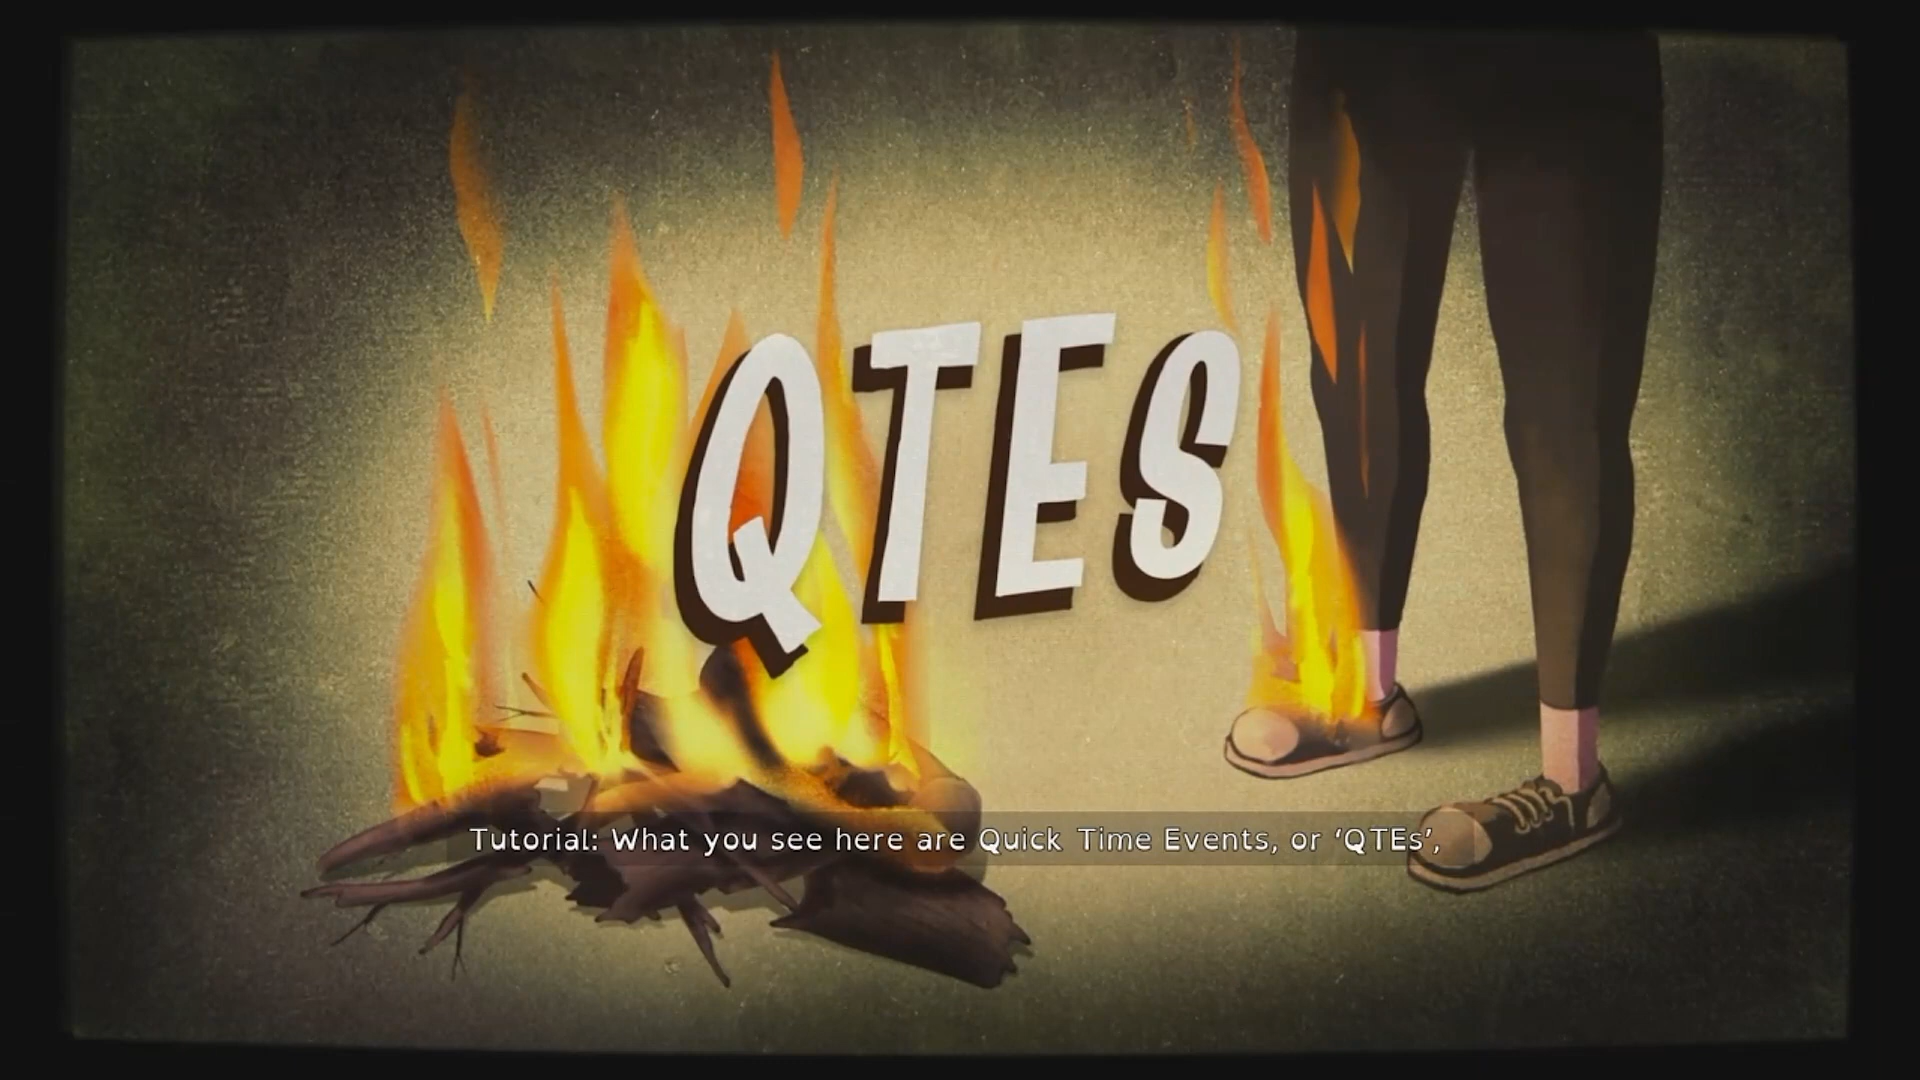 QTES
Tutorial: What you see here are Quick Time Events, or ‘QTEs’,